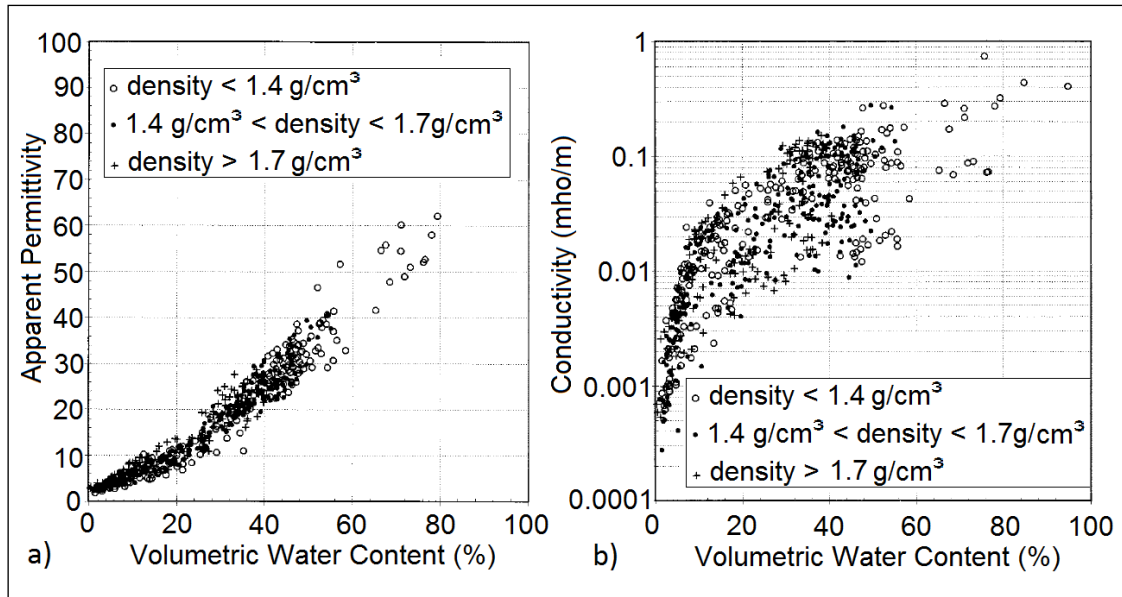 100
90
80
70
60
50
40
30
20
10
0
Apparent Permittivity
density < 1.4 g/cm³
1.4 g/cm³ < density < 1.7g/cm³
density > 1.7 g/cm³
0 20 40 60 80 100
a) Volumetric Water Content (%)
1
0.1
0.01
0.001
0.0001
Conductivity (mho/m)
density < 1.4 g/cm³
1.4 g/cm³ < density < 1.7g/cm³
density > 1.7 g/cm³
0 20 40 60 80 100
b) Volumetric Water Content (%)